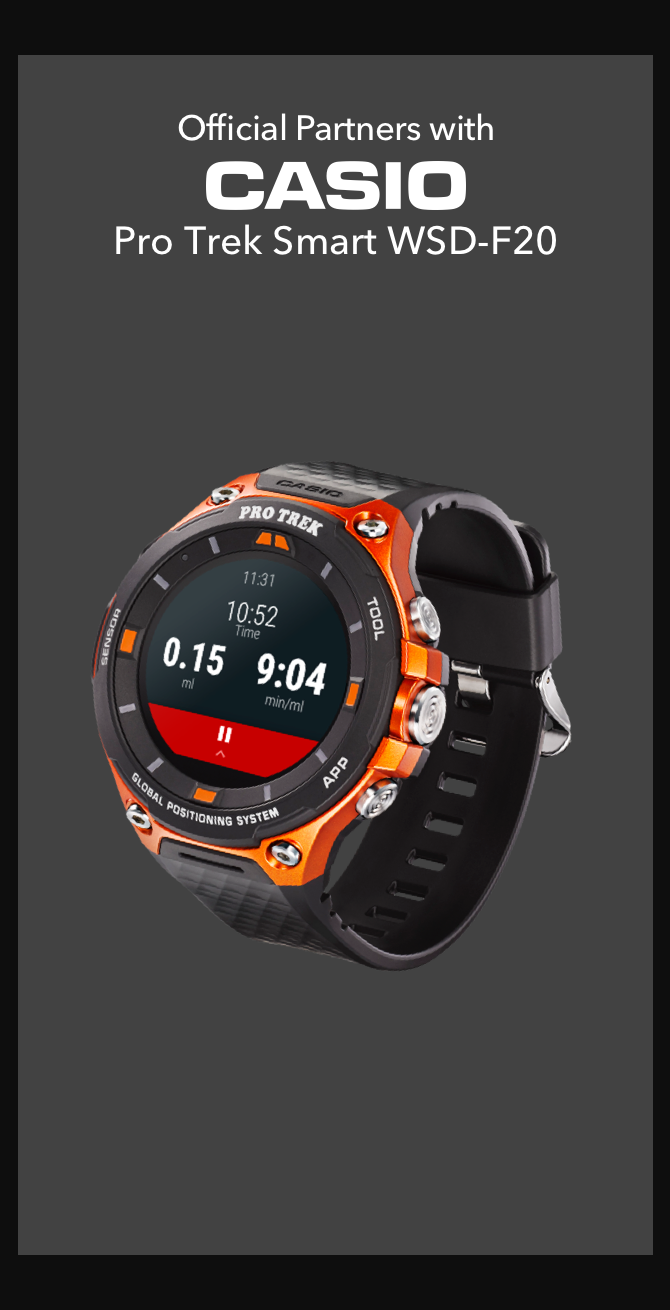 Official Partners with
CASIO
Pro Trek Smart WSD-F20
CASIO
PRO TREK
11:31
TOOL
10:52
Time
SENSOR
0.15 9:04
ml min/ml
APP
GLOBAL POSITIONING SYSTEM